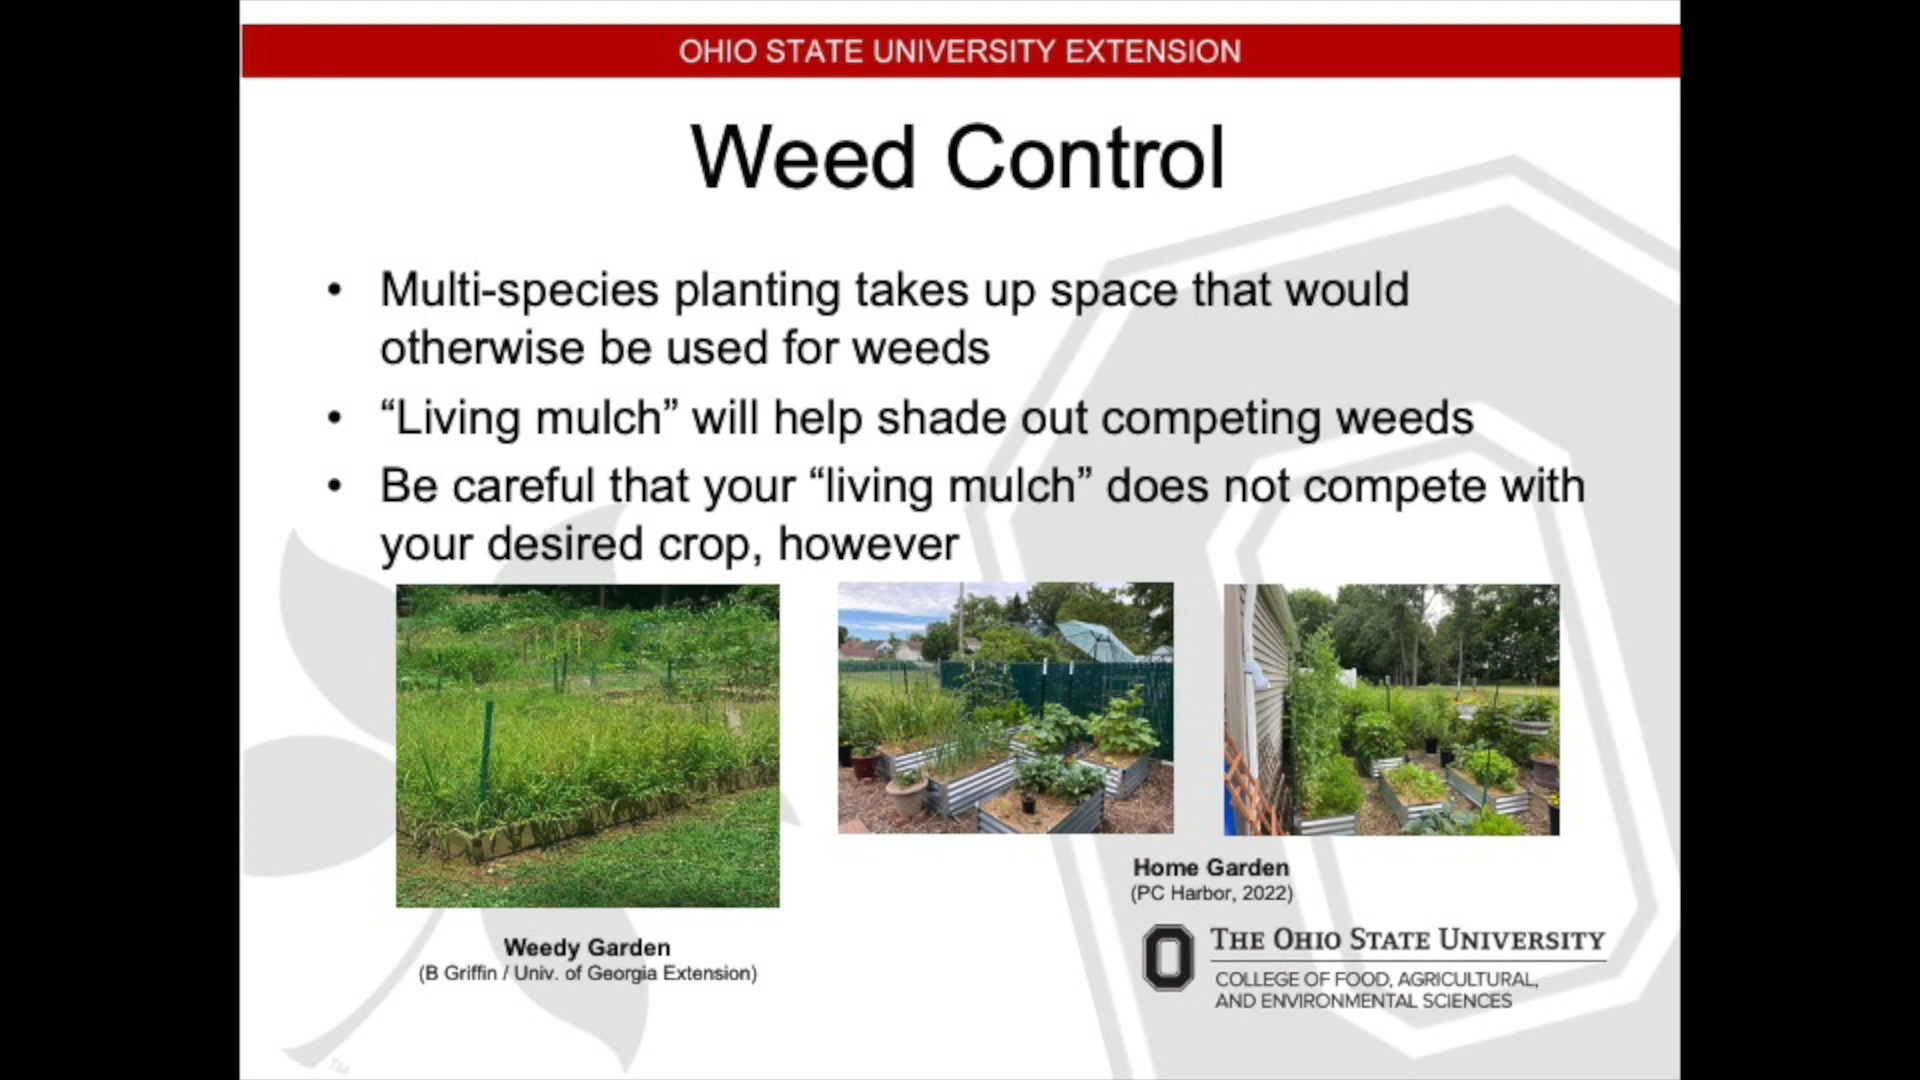 OHIO STATE UNIVERSITY EXTENSION
Weed Control
• Multi-species planting takes up space that would
otherwise be used for weeds
• “Living mulch” will help shade out competing weeds
• Be careful that your “living mulch” does not compete with
your desired crop, however
Home Garden
(PC Harbor, 2022)
Weedy Garden
(B Griffin / Univ. of Georgia Extension)
THE OHIO STATE UNIVERSITY
COLLEGE OF FOOD, AGRICULTURAL,
AND ENVIRONMENTAL SCIENCES
TM